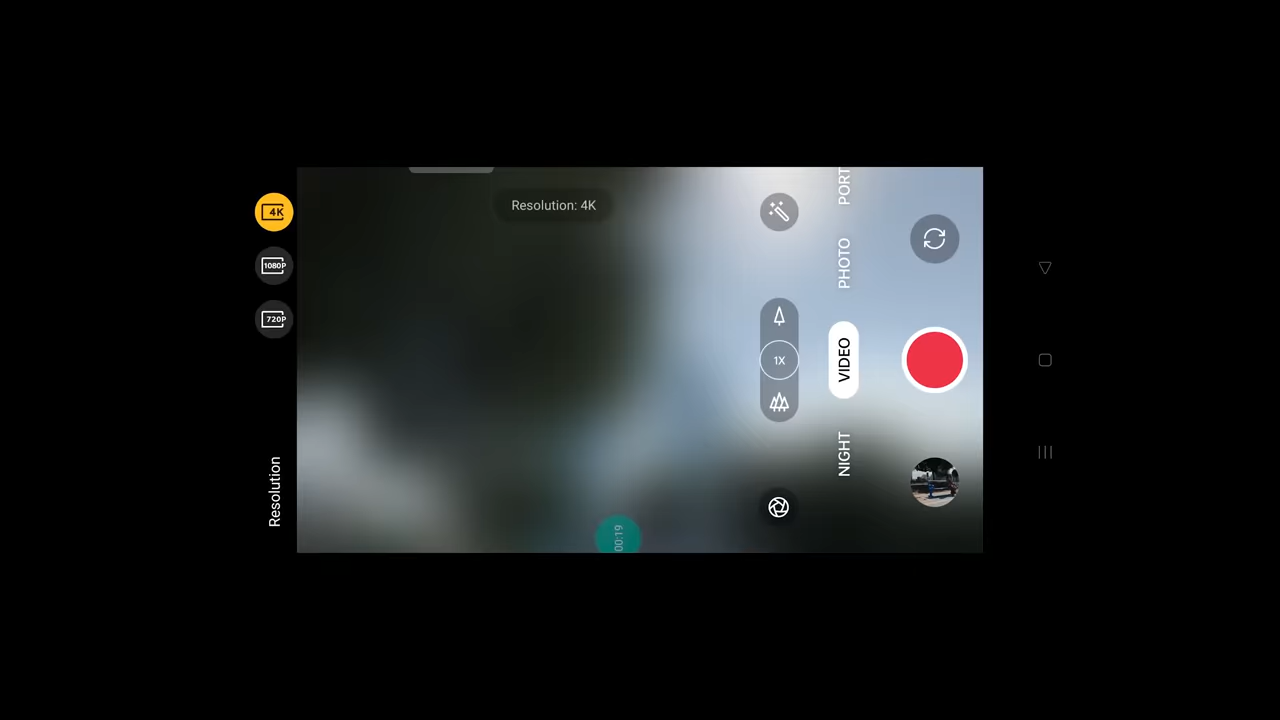 4K
1080P
720P
Resolution
Resolution: 4K
00:19
1X
PORT
PHOTO
VIDEO
NIGHT